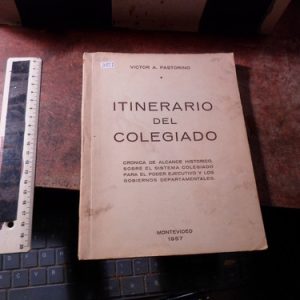 VICTOR A. PASTORINO
ITINERARIO
DEL
COLEGIADO
CRONICA DE ALCANCE HISTORICO,
SOBRE EL SISTEMA COLEGIADO
PARA EL PODER EJECUTIVO Y LOS
GOBIERNOS DEPARTAMENTALES
MONTEVIDEO
1957